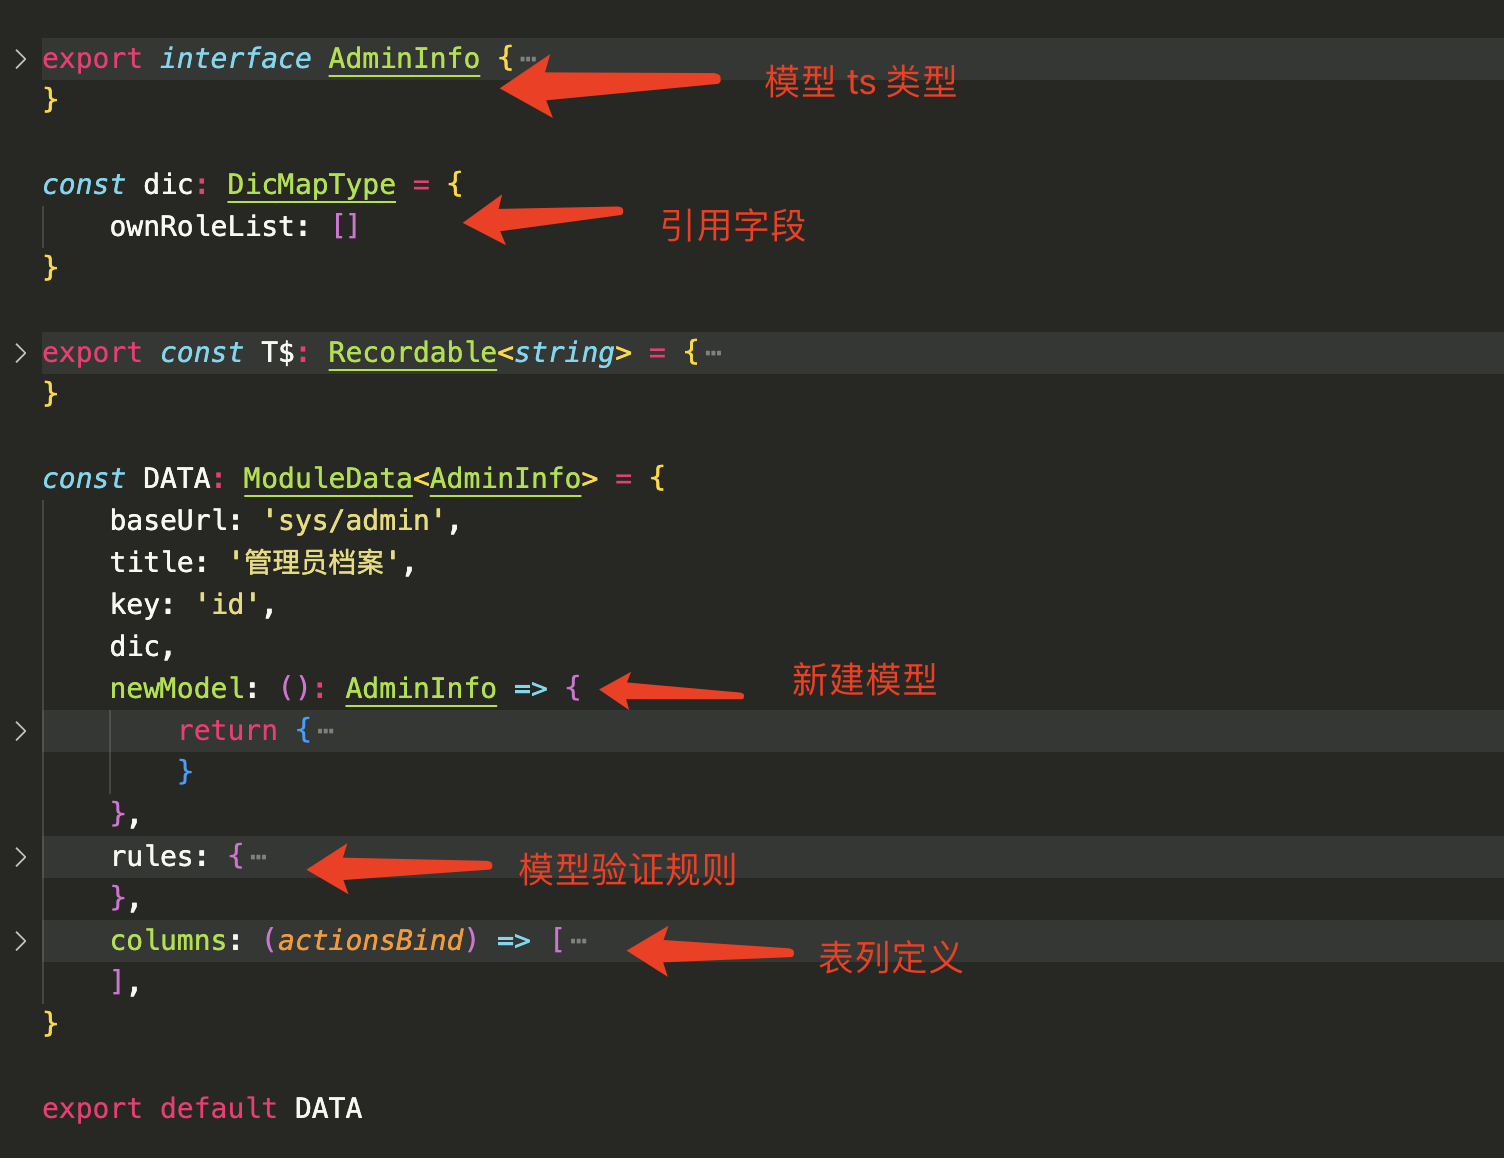 export interface AdminInfo {…
模型 ts 类型
}
const dic: DicMapType = {
ownRoleList: []
引用字段
}
export const T$: Recordable<string> = {…
}
const DATA: ModuleData<AdminInfo> = {
baseUrl: 'sys/admin',
title: '管理员档案',
key: 'id',
dic,
newModel: (): AdminInfo => {
新建模型
return {…
}
},
rules: {…
模型验证规则
},
columns: (actionsBind) => […
表列定义
],
}
export default DATA